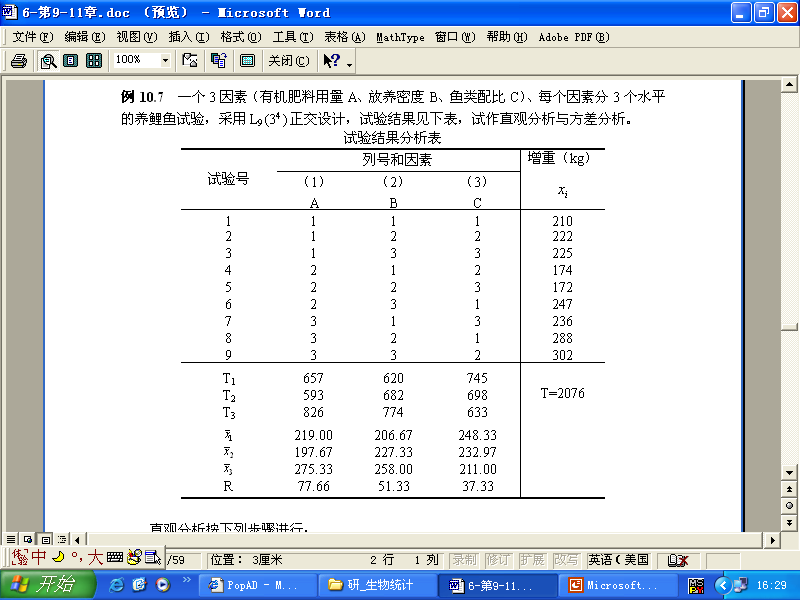 6-第9-11章.doc （预览） - Microsoft Word
文件(F) 编辑(E) 视图(V) 插入(I) 格式(O) 工具(T) 表格(A) MathType 窗口(W) 帮助(H) Adobe PDF(B)
100% 关闭(C)
例 10.7 一个3因素（有机肥料用量 A、放养密度 B、鱼类配比 C）、每个因素分3个水平
的养鲤鱼试验，采用L₉(3⁴)正交设计，试验结果见下表，试作直观分析与方差分析。
试验结果分析表
试验号 列号和因素 增重（kg）
（1） （2） （3） xᵢ
A B C
1 1 1 1 210
2 1 2 2 222
3 1 3 3 225
4 2 1 2 174
5 2 2 3 172
6 2 3 1 247
7 3 1 3 236
8 3 2 1 288
9 3 3 2 302
T₁ 657 620 745
T₂ 593 682 698 T=2076
T₃ 826 774 633
x̄₁ 219.00 206.67 248.33
x̄₂ 197.67 227.33 232.97
x̄₃ 275.33 258.00 211.00
R 77.66 51.33 37.33
直观分析按下列步骤进行：
中 大 /59 位置： 3厘米 2 行 1 列 录制 修订 扩展 改写 英语(美国
开始 PopAD - M... 研_生物统计 6-第9-11... Microsoft... 16:29